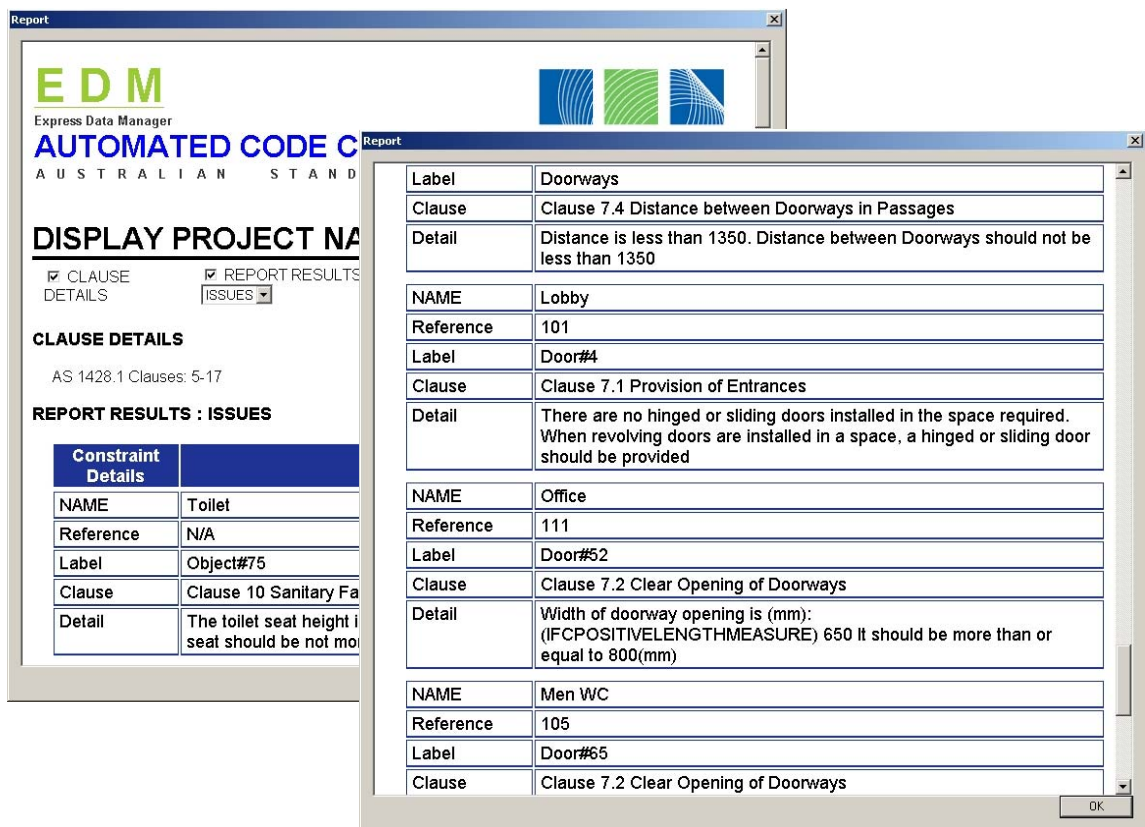 Report
E D M
Express Data Manager
AUTOMATED CODE C
AUSTRALIAN STAND
DISPLAY PROJECT NA
CLAUSE DETAILS
REPORT RESULTS
ISSUES
CLAUSE DETAILS
AS 1428.1 Clauses: 5-17
REPORT RESULTS : ISSUES
Constraint Details
NAME Toilet
Reference N/A
Label Object#75
Clause Clause 10 Sanitary Fa
Detail The toilet seat height i
seat should be not mo
Report
Label Doorways
Clause Clause 7.4 Distance between Doorways in Passages
Detail Distance is less than 1350. Distance between Doorways should not be
less than 1350
NAME Lobby
Reference 101
Label Door#4
Clause Clause 7.1 Provision of Entrances
Detail There are no hinged or sliding doors installed in the space required.
When revolving doors are installed in a space, a hinged or sliding door
should be provided
NAME Office
Reference 111
Label Door#52
Clause Clause 7.2 Clear Opening of Doorways
Detail Width of doorway opening is (mm):
(IFCPOSITIVELENGTHMEASURE) 650 It should be more than or
equal to 800(mm)
NAME Men WC
Reference 105
Label Door#65
Clause Clause 7.2 Clear Opening of Doorways
OK